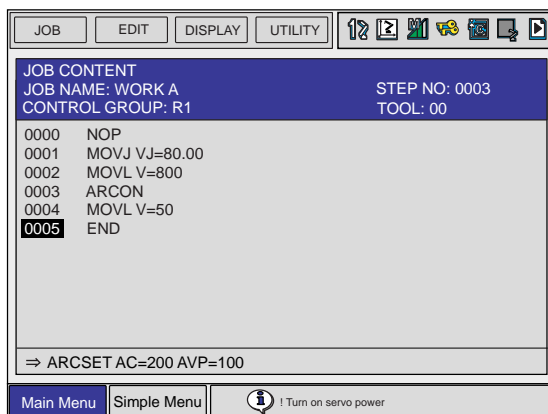 JOB EDIT DISPLAY UTILITY
JOB CONTENT
JOB NAME: WORK A STEP NO: 0003
CONTROL GROUP: R1 TOOL: 00
0000 NOP
0001 MOVJ VJ=80.00
0002 MOVL V=800
0003 ARCON
0004 MOVL V=50
0005 END
⇒ ARCSET AC=200 AVP=100
Main Menu Simple Menu ! Turn on servo power